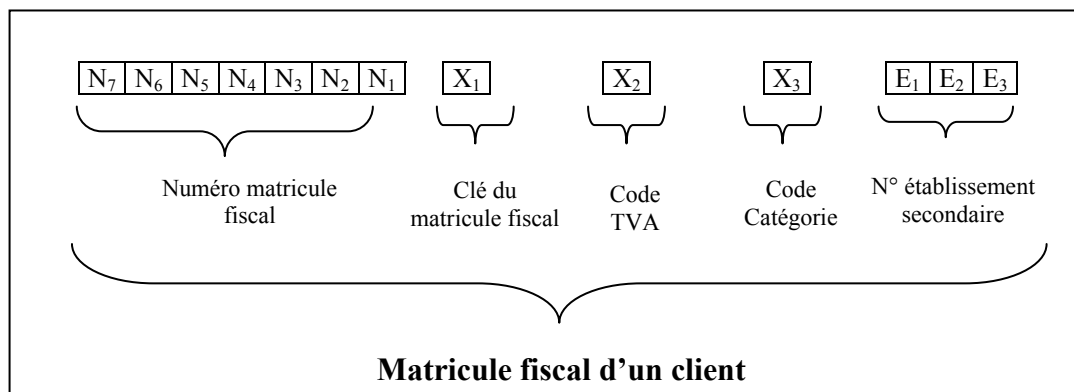 N₇ N₆ N₅ N₄ N₃ N₂ N₁ X₁ X₂ X₃ E₁ E₂ E₃
Numéro matricule
fiscal
Clé du
matricule fiscal
Code
TVA
Code
Catégorie
N° établissement
secondaire
Matricule fiscal d'un client